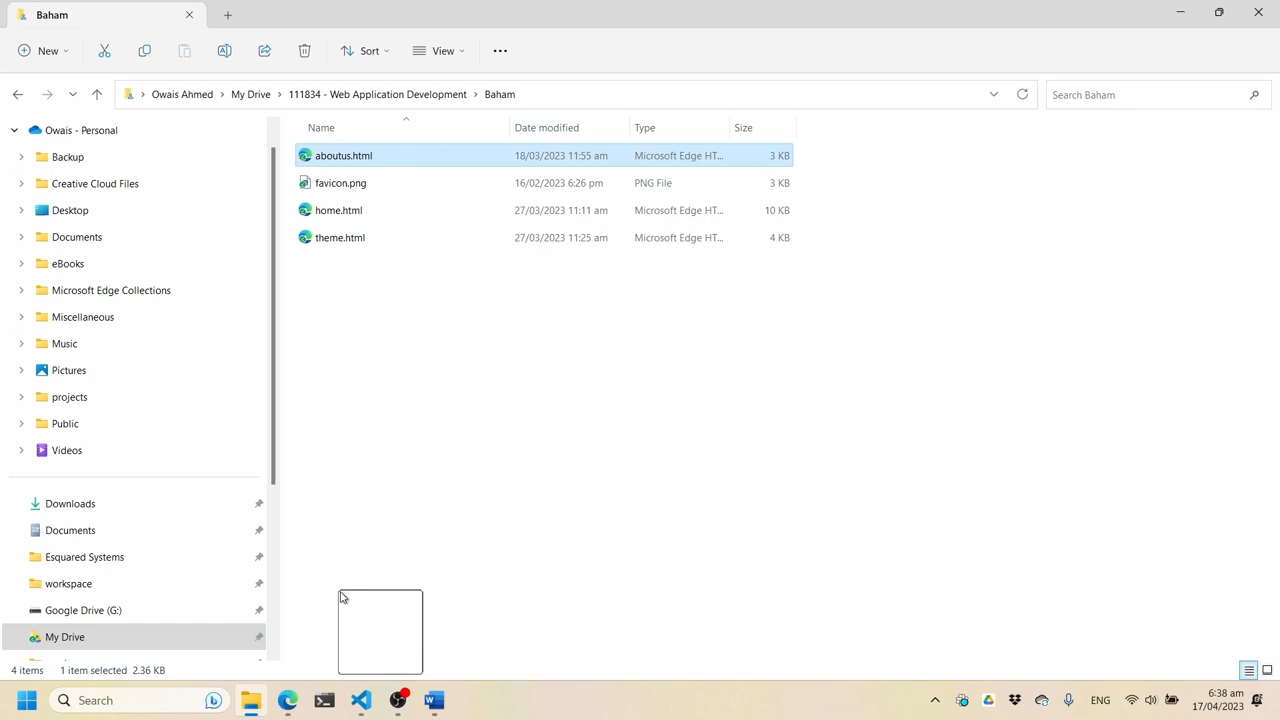 Baham
New
Sort
View
Owais Ahmed
My Drive
111834 - Web Application Development
Baham
Search Baham
Owais - Personal
Backup
Creative Cloud Files
Desktop
Documents
eBooks
Microsoft Edge Collections
Miscellaneous
Music
Pictures
projects
Public
Videos
Downloads
Documents
Esquared Systems
workspace
Google Drive (G:)
My Drive
Name Date modified Type Size
aboutus.html 18/03/2023 11:55 am Microsoft Edge HT... 3 KB
favicon.png 16/02/2023 6:26 pm PNG File 3 KB
home.html 27/03/2023 11:11 am Microsoft Edge HT... 10 KB
theme.html 27/03/2023 11:25 am Microsoft Edge HT... 4 KB
4 items 1 item selected 2.36 KB
Search
ENG
6:38 am
17/04/2023